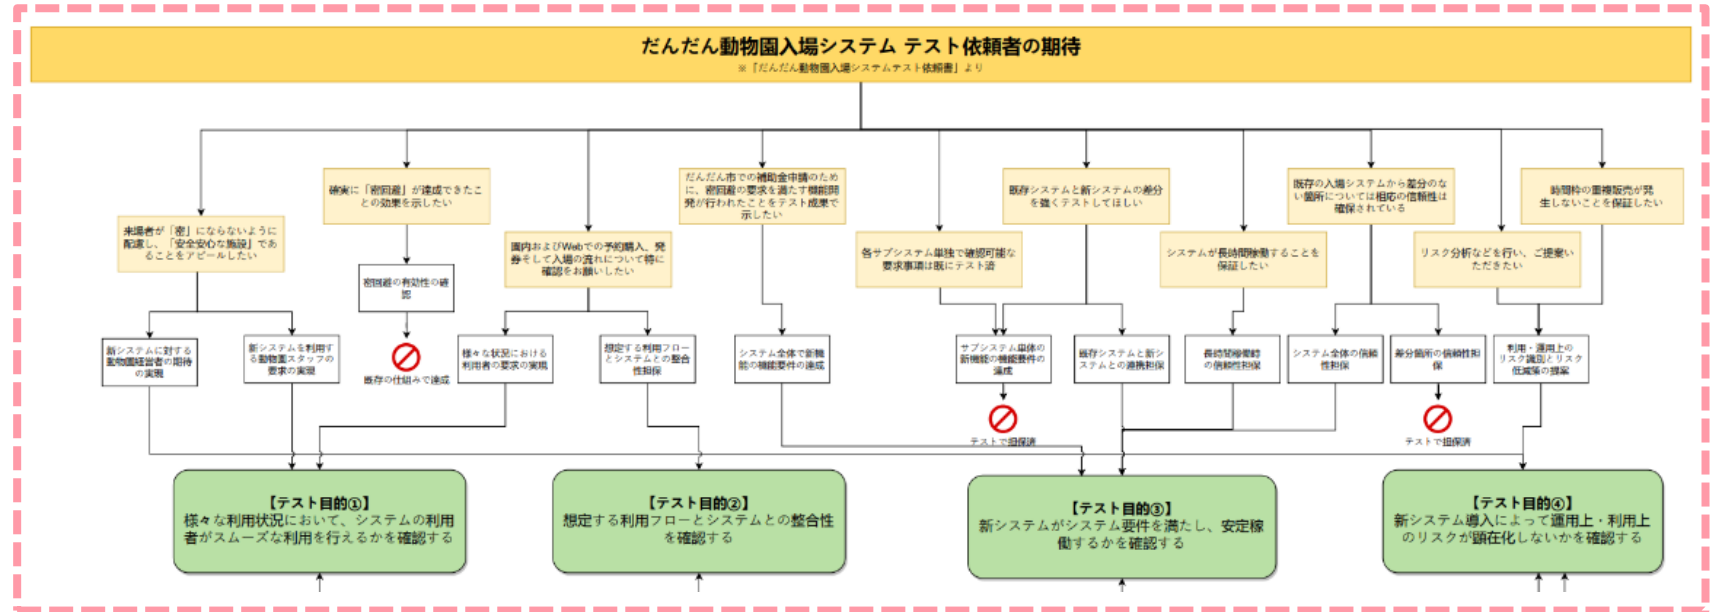 だんだん動物園入場システム テスト依頼者の期待
※「だんだん動物園入場システムテスト依頼書」より
来場者が「密」にならないように
配慮し、「安全安心な施設」であ
ることをアピールしたい
確実に「密回避」が達成できたこ
との効果を示したい
園内およびWebでの予約購入、発
券そして入場の流れについて特に
確認をお願いしたい
だんだん市での補助金申請のため
に、密回避の要求を満たす機能開
発が行われたことをテスト成果で
示したい
各サブシステム単独で確認可能な
要求事項は既にテスト済
既存システムと新システムの差分
を強くテストしてほしい
システムが長時間稼働することを
保証したい
既存の入場システムから差分のな
い箇所については相応の信頼性は
確保されている
リスク分析などを行い、ご提案い
ただきたい
時間枠の重複販売が発
生しないことを保証したい
密回避の有効性の確
認
既存の仕組みで達成
新システムに対する
動物園経営者の期待
の実現
新システムを利用す
る動物園スタッフの
要求の実現
様々な状況における
利用者の要求の実現
想定する利用フロー
とシステムとの整合
性担保
システム全体で新機
能の機能要件の達成
サブシステム単体の
新機能の機能要件の
達成
既存システムと新シ
ステムとの連携担保
長時間稼働時
の信頼性担保
システム全体の信頼
性担保
差分箇所の信頼性担
保
利用・運用上の
リスク識別とリスク
低減策の提案
テストで担保済
テストで担保済
【テスト目的①】
様々な利用状況において、システムの利用
者がスムーズな利用を行えるかを確認する
【テスト目的②】
想定する利用フローとシステムとの整合性
を確認する
【テスト目的③】
新システムがシステム要件を満たし、安定稼
働するかを確認する
【テスト目的④】
新システム導入によって運用上・利用上
のリスクが顕在化しないかを確認する